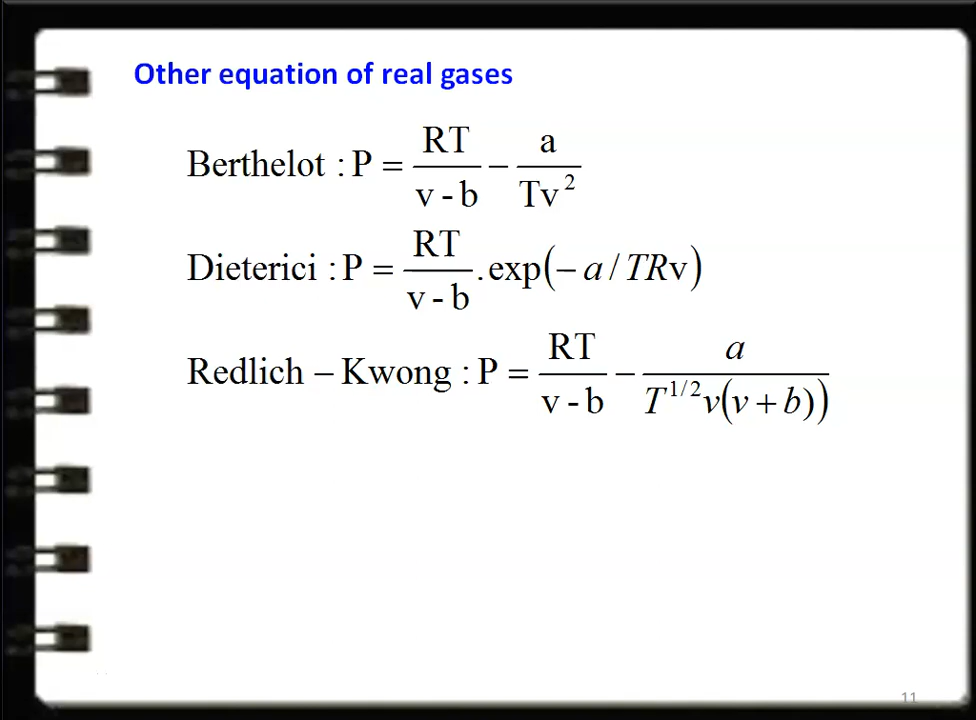 Other equation of real gases
Berthelot : P = RT / v - b − a / Tv²
Dieterici : P = RT / v - b .exp(− a / TRv)
Redlich − Kwong : P = RT / v - b − a / T^1/2 v(v + b))
11